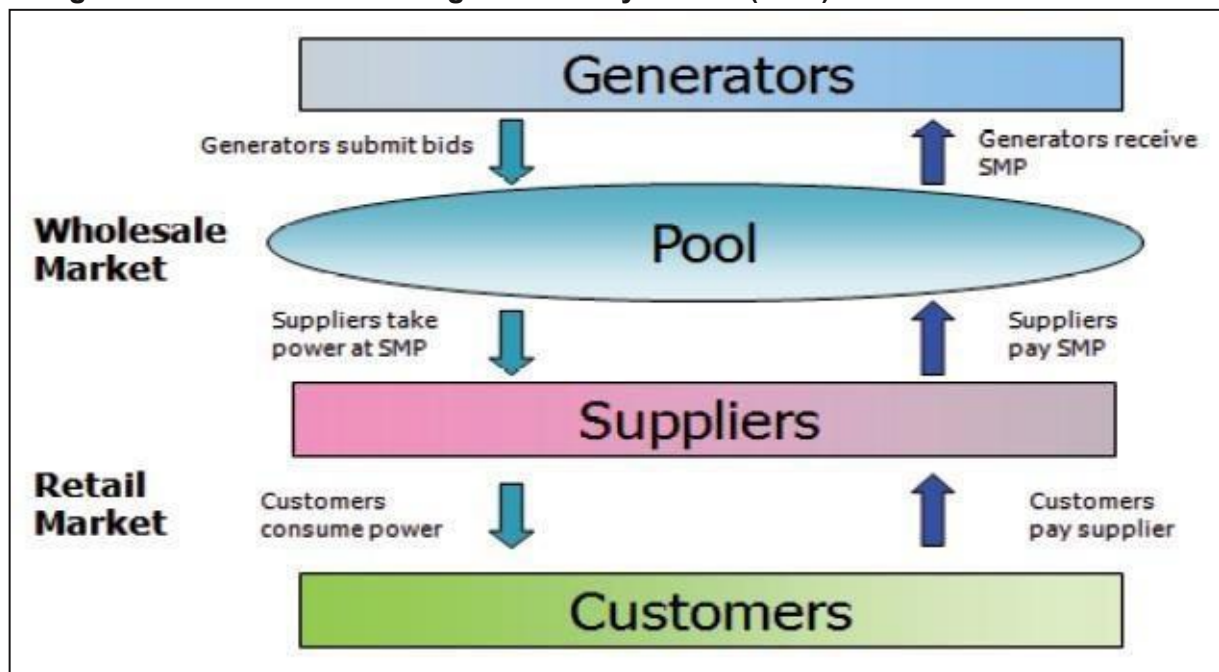 Generators
Generators submit bids
Generators receive
SMP
Wholesale
Market
Pool
Suppliers take
power at SMP
Suppliers
pay SMP
Suppliers
Retail
Market
Customers
consume power
Customers
pay supplier
Customers